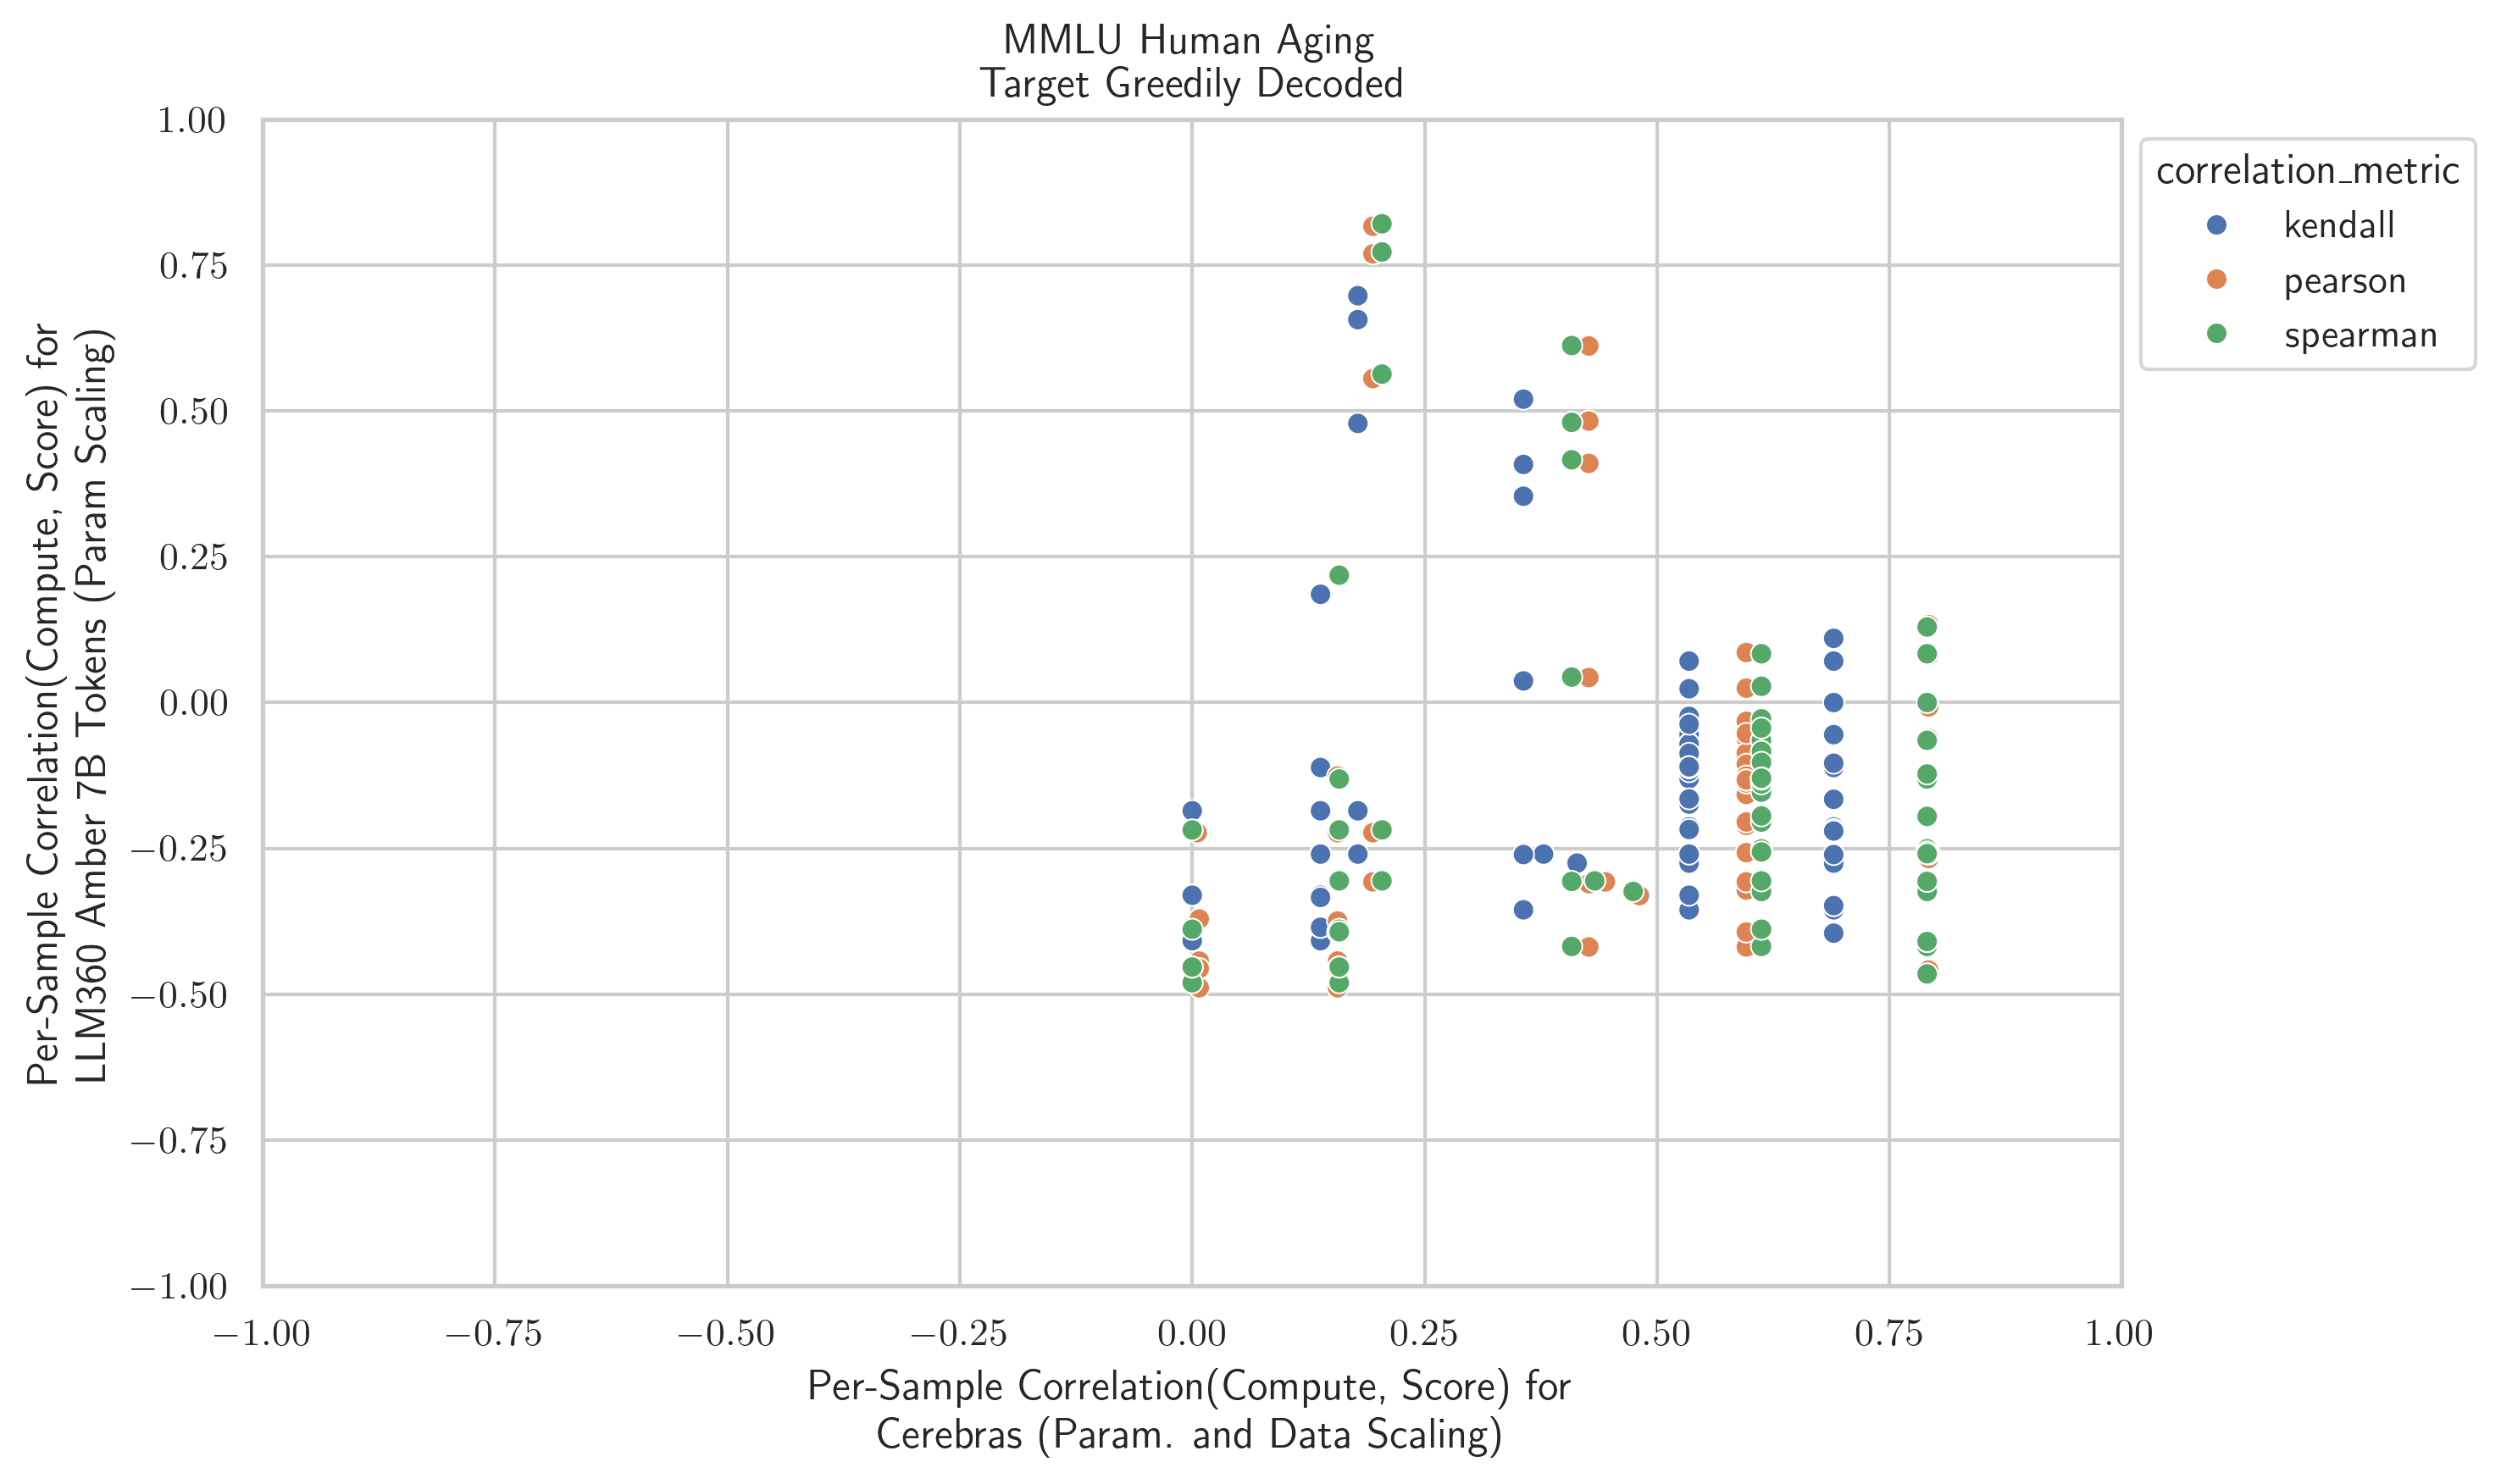 MMLU Human Aging
Target Greedily Decoded
1.00
0.75
0.50
0.25
0.00
−0.25
−0.50
−0.75
−1.00
Per-Sample Correlation(Compute, Score) for
LLM360 Amber 7B Tokens (Param Scaling)
correlation_metric
kendall
pearson
spearman
−1.00 −0.75 −0.50 −0.25 0.00 0.25 0.50 0.75 1.00
Per-Sample Correlation(Compute, Score) for
Cerebras (Param. and Data Scaling)